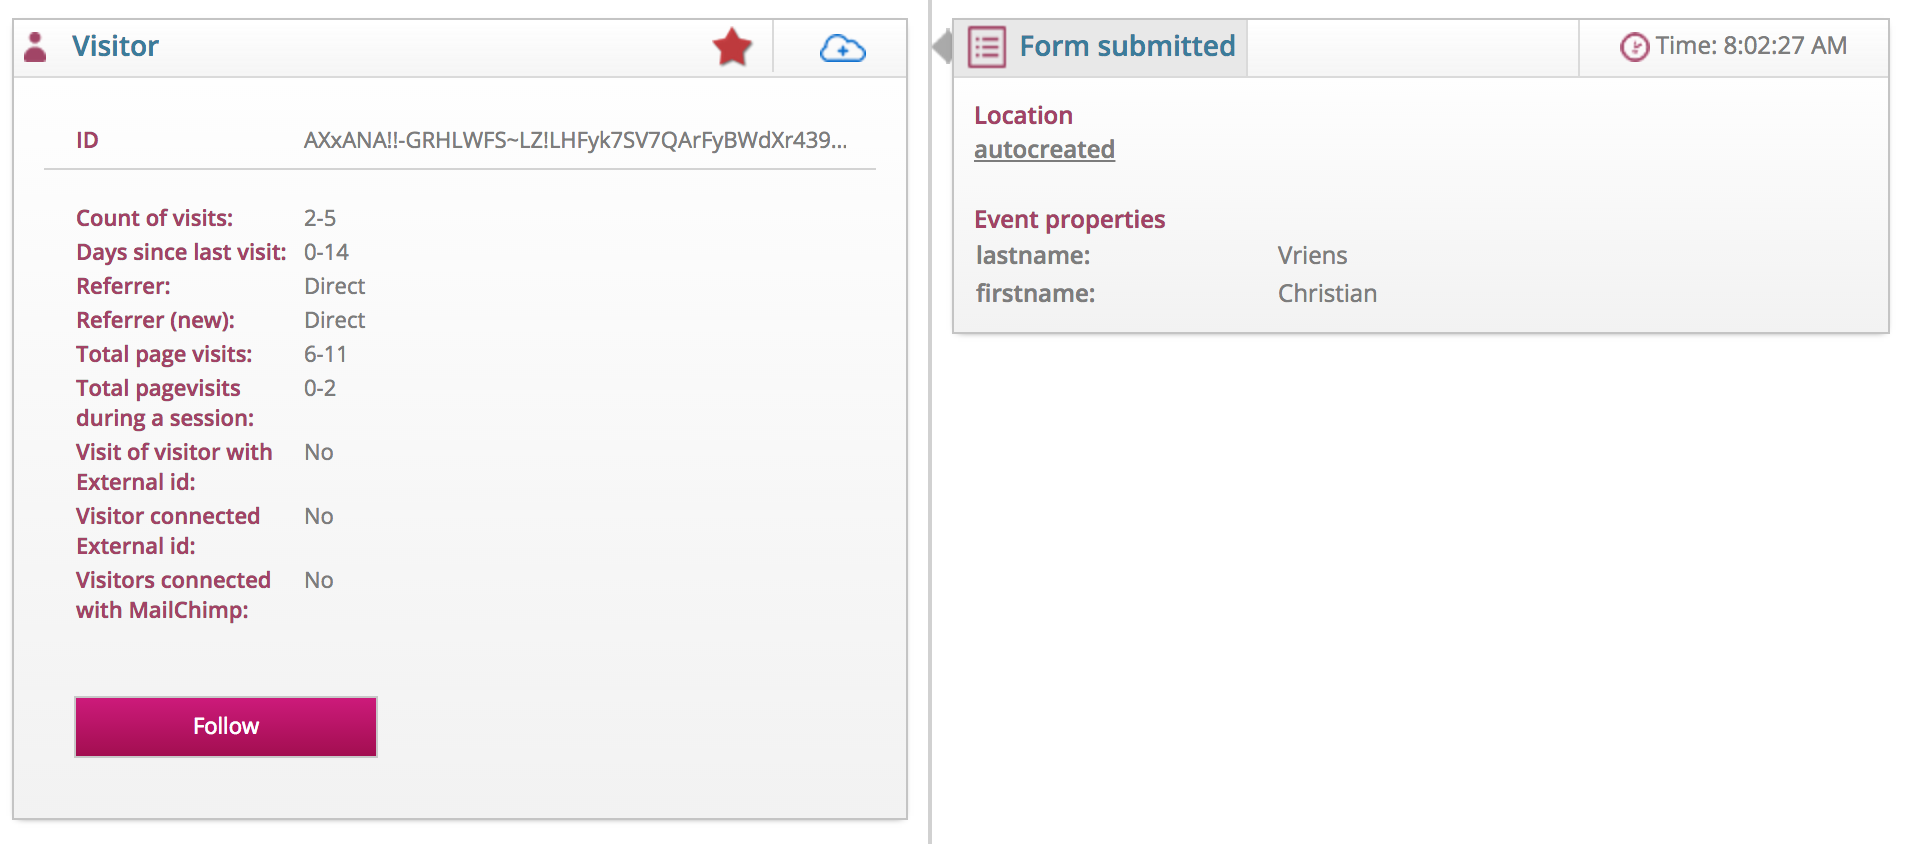 Visitor
ID AXxANA!!-GRHLWFS~LZ!LHFyk7SV7QArFyBWdXr439...
Count of visits: 2-5
Days since last visit: 0-14
Referrer: Direct
Referrer (new): Direct
Total page visits: 6-11
Total pagevisits 0-2
during a session:
Visit of visitor with No
External id:
Visitor connected No
External id:
Visitors connected No
with MailChimp:
Follow
Form submitted
Time: 8:02:27 AM
Location
autocreated
Event properties
lastname: Vriens
firstname: Christian